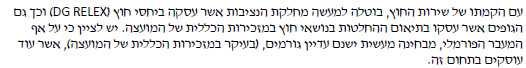 עם הקמתו של שירות החוץ, בוטלה למעשה מחלקת הנציבות אשר עסקה ביחסי חוץ (DG RELEX) וכך גם
הגופים אשר עסקו בתיאום ההחלטות בנושאי חוץ במזכירות הכללית של המועצה. יש לציין כי על אף
המעבר הפורמלי, מבחינה מעשית ישנם עדיין גורמים, (בעיקר במזכירות הכללית של המועצה), אשר עוד
עוסקים בתחום זה.